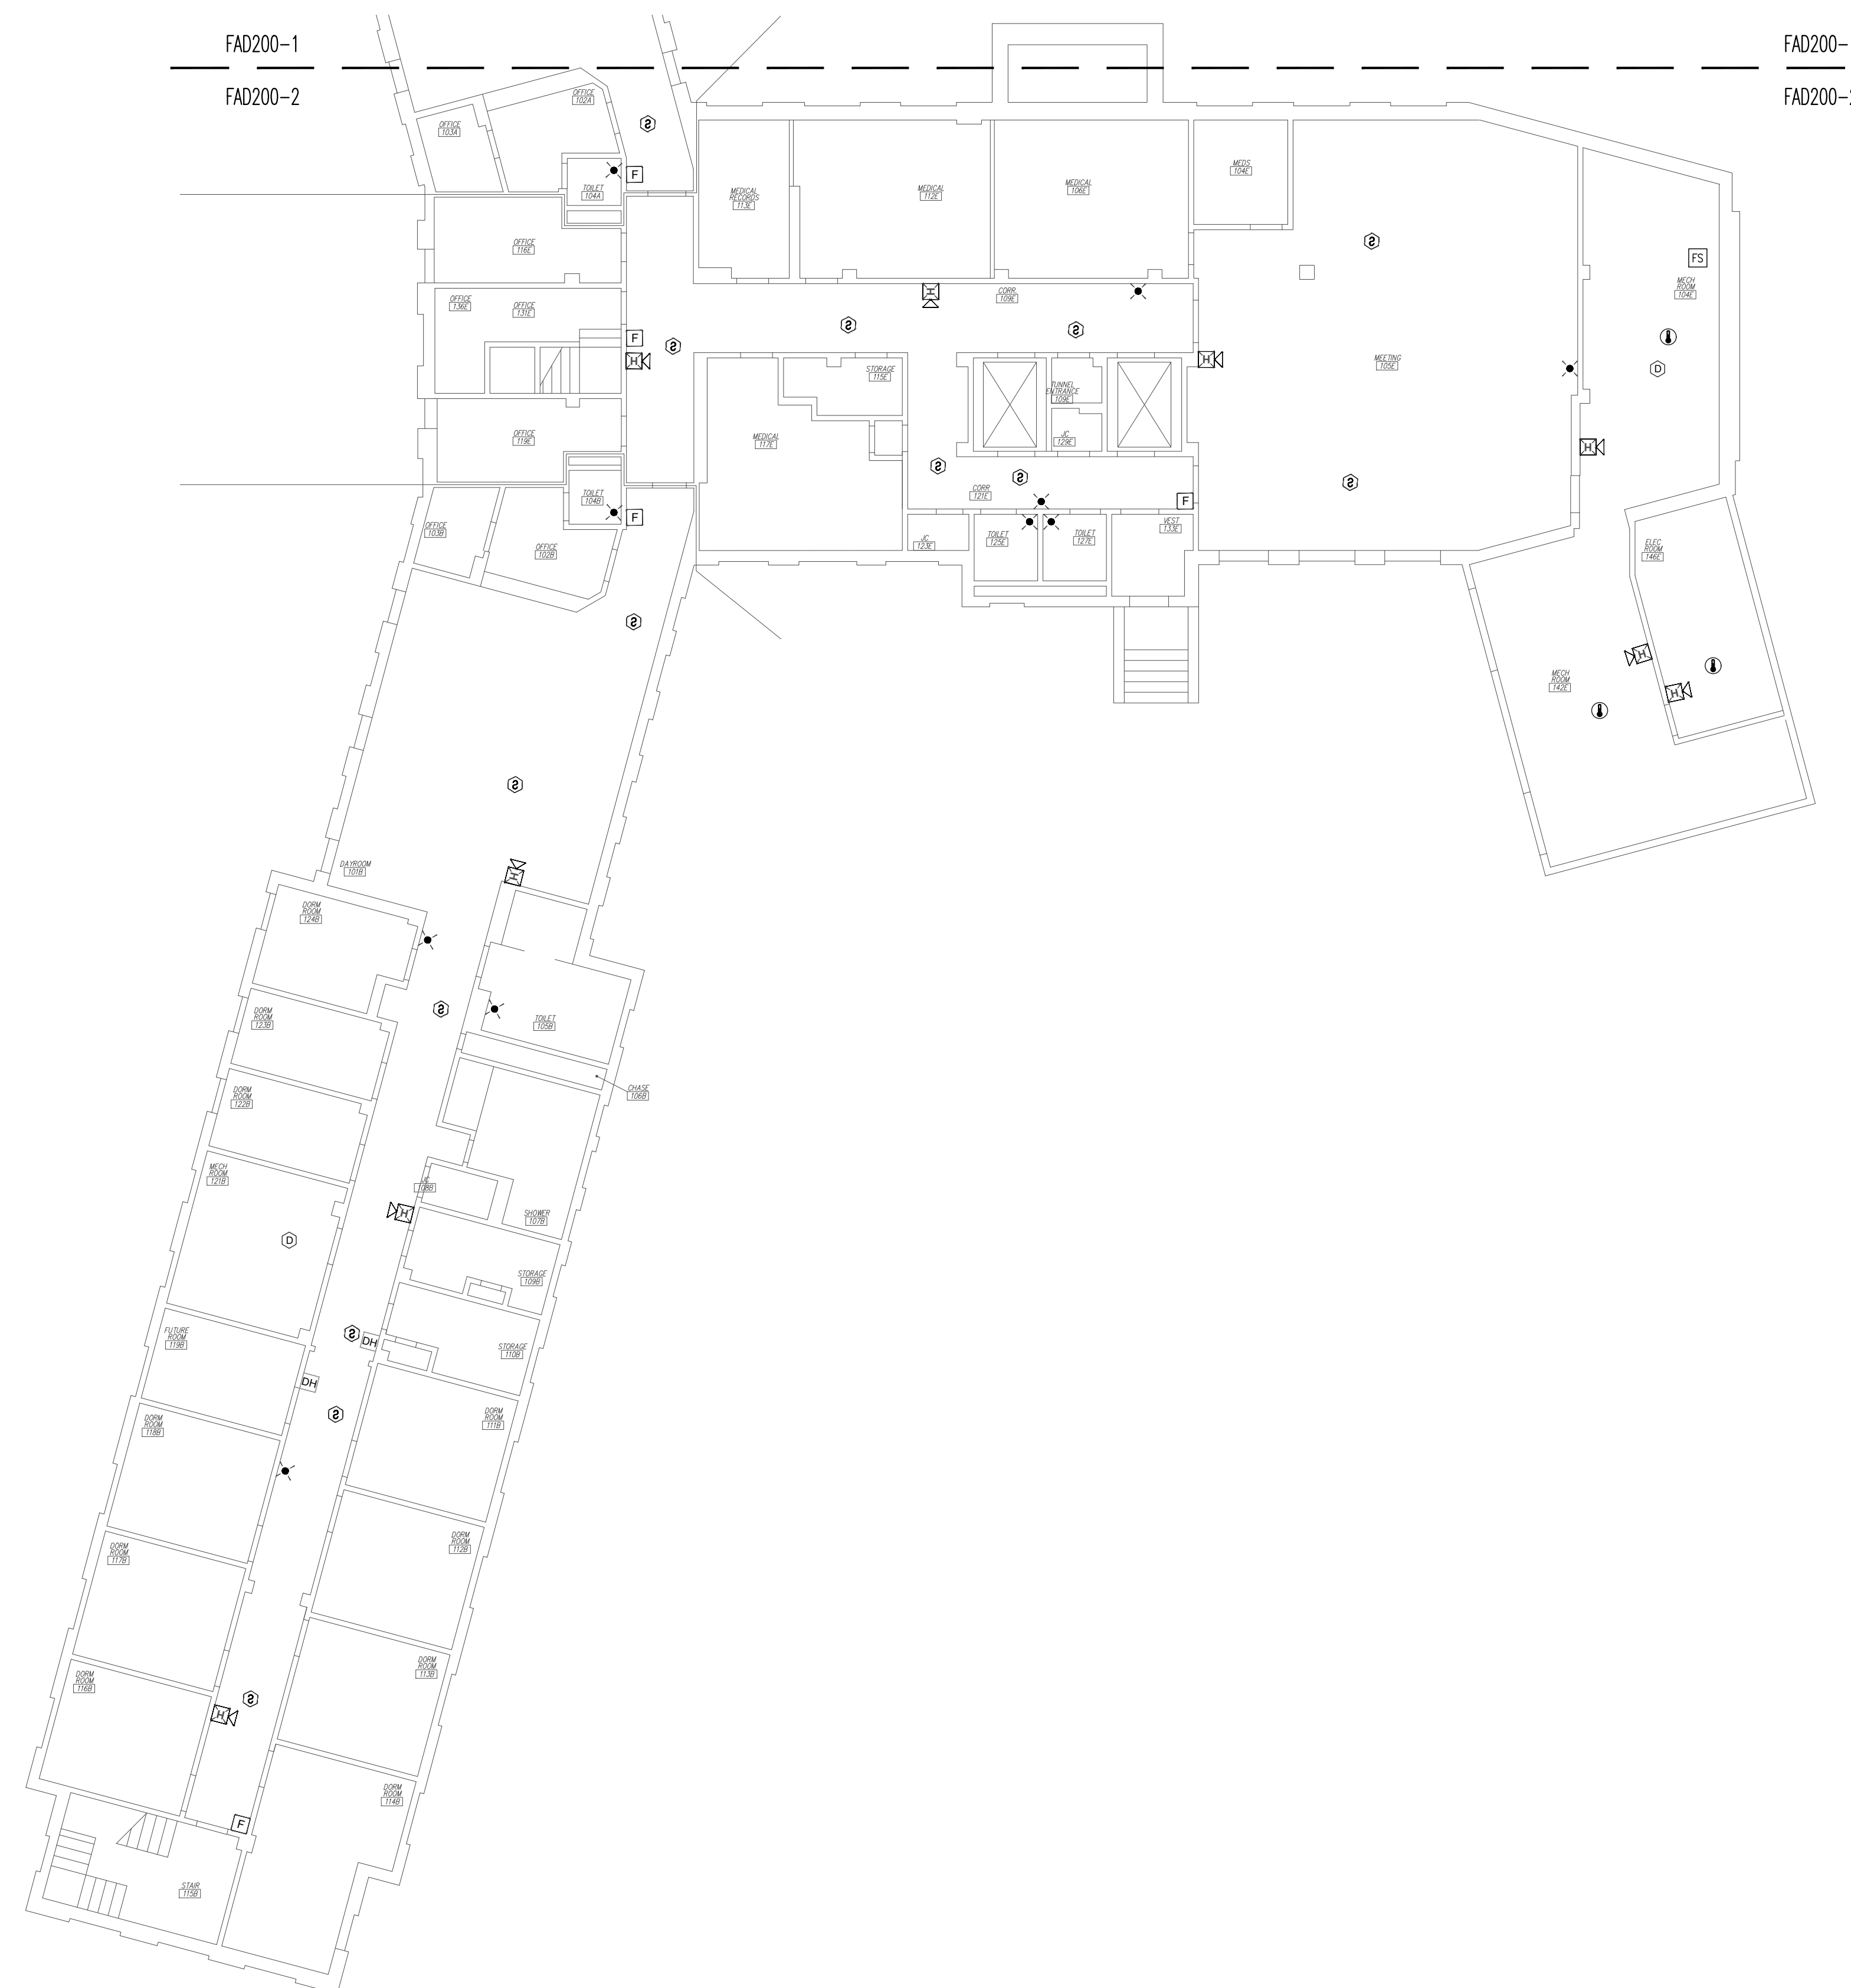 FAD200-1
FAD200-
FAD200-2
FAD200-2
OFFICE
102A
OFFICE
103A
S
F
TOILET
104A
MEDICAL
RECORDS
113E
MEDICAL
112E
MEDICAL
106E
MEDS
104E
OFFICE
116E
S
FS
MECH
ROOM
104E
OFFICE
136E
OFFICE
131E
H
CORR.
109E
F
S
S
S
H
H
MEETING
105E
D
STORAGE
115E
TUNNEL
ENTRANCE
109E
JC
129E
OFFICE
119E
MEDICAL
117E
H
S
S
S
CORR
121E
F
TOILET
104B
F
OFFICE
103B
OFFICE
102B
JC
123E
TOILET
125E
TOILET
127E
VEST
133E
ELEC
ROOM
146E
S
H
H
MECH
ROOM
142E
S
H
DAYROOM
101B
DORM
ROOM
124B
S
TOILET
105B
DORM
ROOM
123B
DORM
ROOM
122B
CHASE
106B
MECH
ROOM
121B
JC
108B
H
SHOWER
107B
D
STORAGE
109B
FUTURE
ROOM
119B
S
DH
STORAGE
110B
DH
S
DORM
ROOM
118B
DORM
ROOM
111B
DORM
ROOM
117B
DORM
ROOM
112B
DORM
ROOM
116B
DORM
ROOM
113B
S
H
DORM
ROOM
114B
F
STAIR
115B